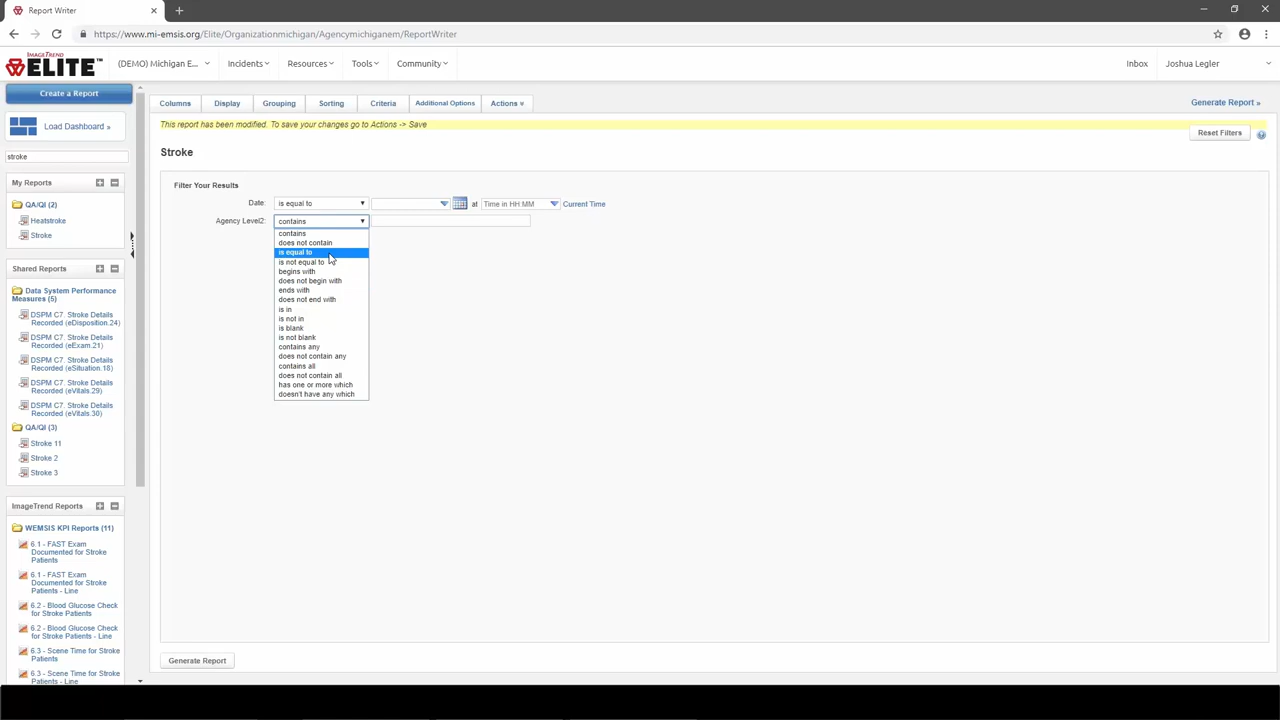 Report Writer
https://www.mi-emsis.org/Elite/Organizationmichigan/Agencymichiganem/ReportWriter
IMAGETREND
ELITE™
(DEMO) Michigan E...
Incidents
Resources
Tools
Community
Inbox
Joshua Legler
Create a Report
Load Dashboard »
stroke
My Reports
QA/QI (2)
Heatstroke
Stroke
Shared Reports
Data System Performance
Measures (5)
DSPM C7. Stroke Details
Recorded (eDisposition.24)
DSPM C7. Stroke Details
Recorded (eExam.21)
DSPM C7. Stroke Details
Recorded (eSituation.18)
DSPM C7. Stroke Details
Recorded (eVitals.29)
DSPM C7. Stroke Details
Recorded (eVitals.30)
QA/QI (3)
Stroke 11
Stroke 2
Stroke 3
ImageTrend Reports
WEMSIS KPI Reports (11)
6.1 - FAST Exam
Documented for Stroke
Patients
6.1 - FAST Exam
Documented for Stroke
Patients - Line
6.2 - Blood Glucose Check
for Stroke Patients
6.2 - Blood Glucose Check
for Stroke Patients - Line
6.3 - Scene Time for Stroke
Patients
6.3 - Scene Time for Stroke
Patients - Line
Columns
Display
Grouping
Sorting
Criteria
Additional Options
Actions
Generate Report »
This report has been modified. To save your changes go to Actions -> Save
Reset Filters
Stroke
Filter Your Results
Date: is equal to at Time in HH MM Current Time
Agency Level2: contains
contains
does not contain
is equal to
is not equal to
begins with
does not begin with
ends with
does not end with
is in
is not in
is blank
is not blank
contains any
does not contain any
contains all
does not contain all
has one or more which
doesn't have any which
Generate Report